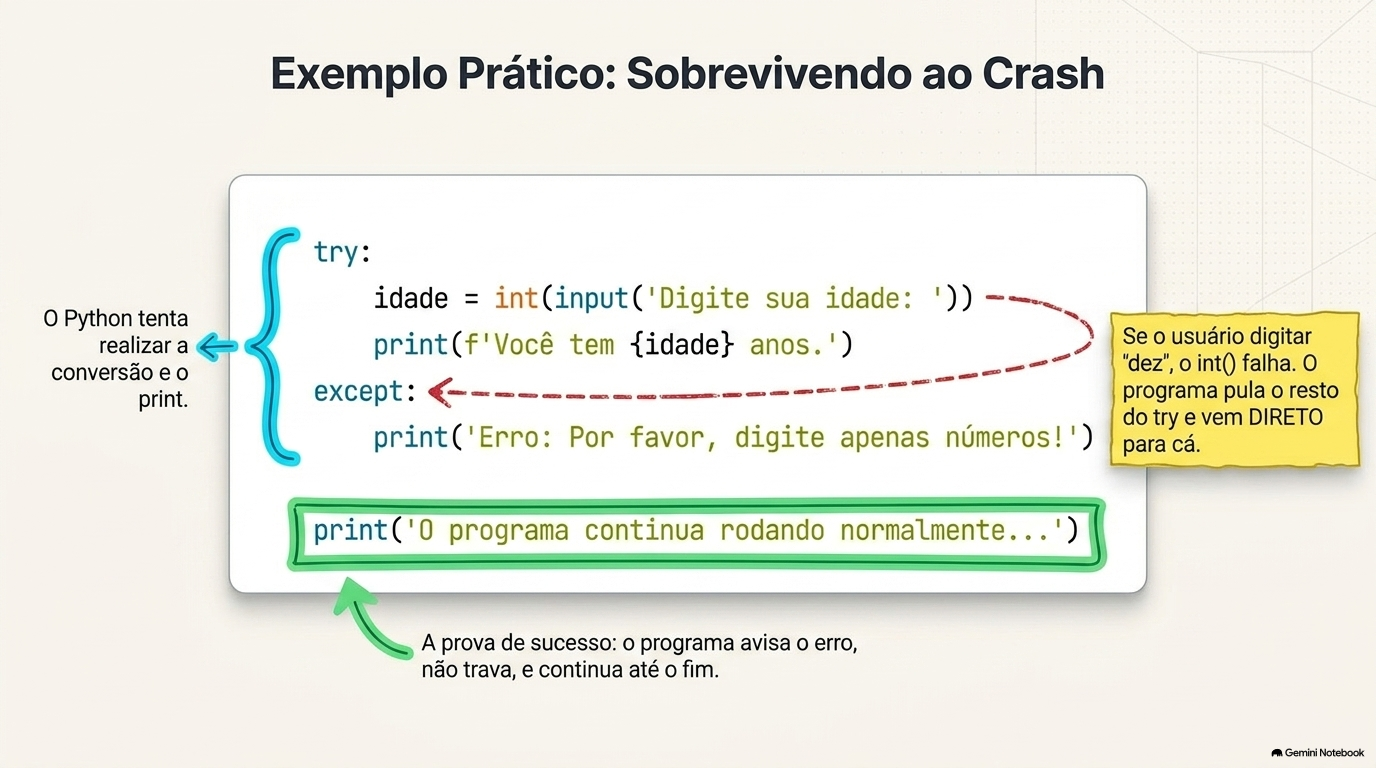 Exemplo Prático: Sobrevivendo ao Crash
O Python tenta
realizar a
conversão e o
print.
try:
    idade = int(input('Digite sua idade: '))
    print(f'Você tem {idade} anos.')
except:
    print('Erro: Por favor, digite apenas números!')
print('O programa continua rodando normalmente...')
Se o usuário digitar
"dez", o int() falha. O
programa pula o resto
do try e vem DIRETO
para cá.
A prova de sucesso: o programa avisa o erro,
não trava, e continua até o fim.
Gemini Notebook